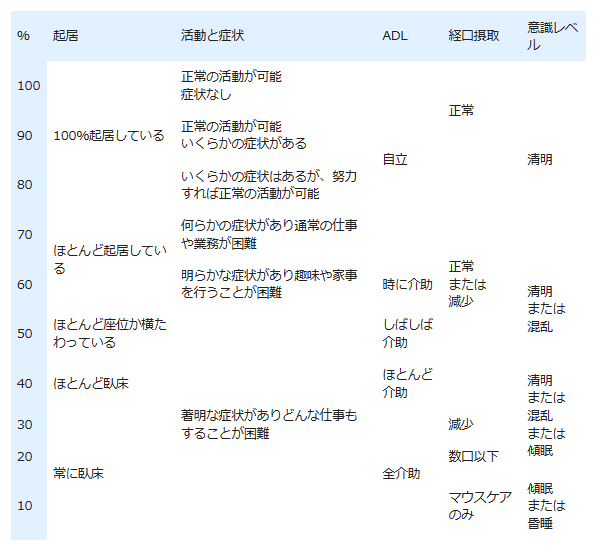 %
起居
活動と症状
ADL
経口摂取
意識レベ
ル
100
正常の活動が可能
症状なし
正常
90
100%起居している
正常の活動が可能
いくらかの症状がある
自立
清明
80
いくらかの症状はあるが、努力
すれば正常の活動が可能
70
何らかの症状があり通常の仕事
や業務が困難
ほとんど起居してい
る
60
明らかな症状があり趣味や家事
を行うことが困難
時に介助
正常
または
減少
清明
または
混乱
50
ほとんど座位か横た
わっている
しばしば
介助
40
ほとんど臥床
ほとんど
介助
清明
または
混乱
または
傾眠
30
著明な症状がありどんな仕事も
することが困難
減少
20
数口以下
常に臥床
全介助
10
マウスケア
のみ
傾眠
または
昏睡